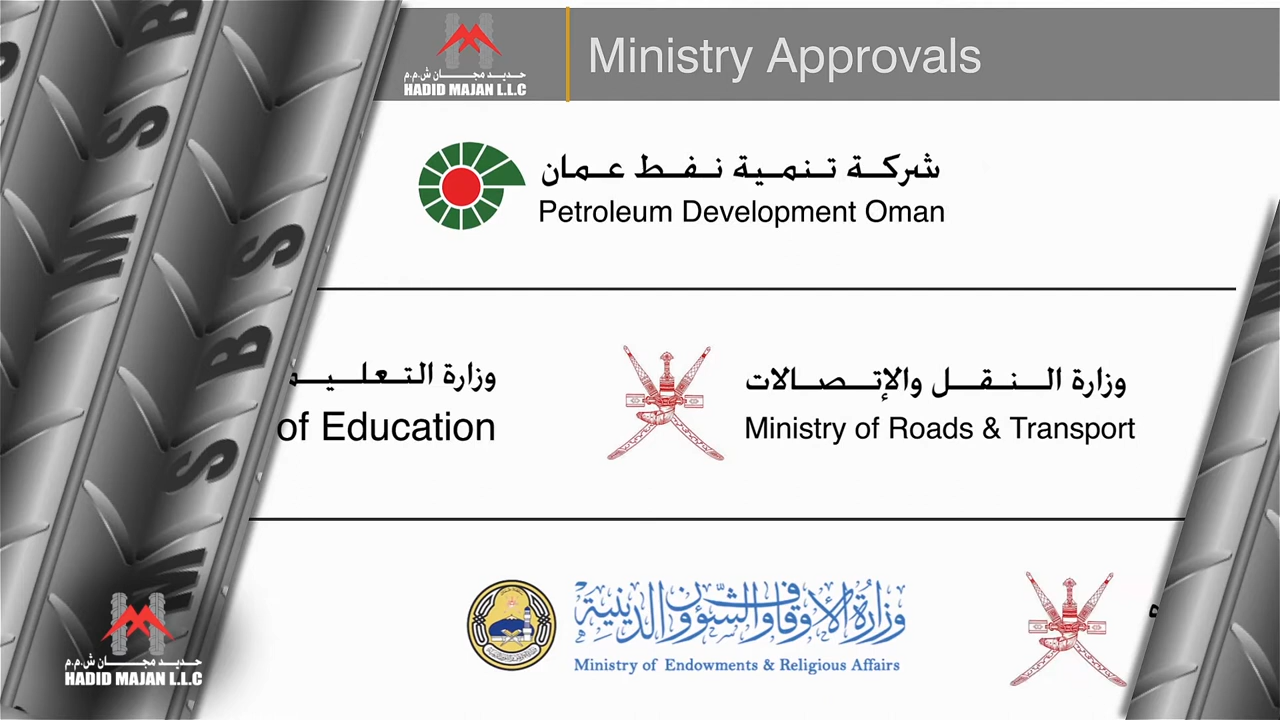 حديد مجان ش.م.م
HADID MAJAN L.L.C
Ministry Approvals
شركة تنمية نفط عمان
Petroleum Development Oman
وزارة التعليم
of Education
وزارة النقل والإتصالات
Ministry of Roads & Transport
وزارة الأوقاف والشؤون الدينية
Ministry of Endowments & Religious Affairs
S B
M S B S
M S B S
حديد مجان ش.م.م
HADID MAJAN L.L.C